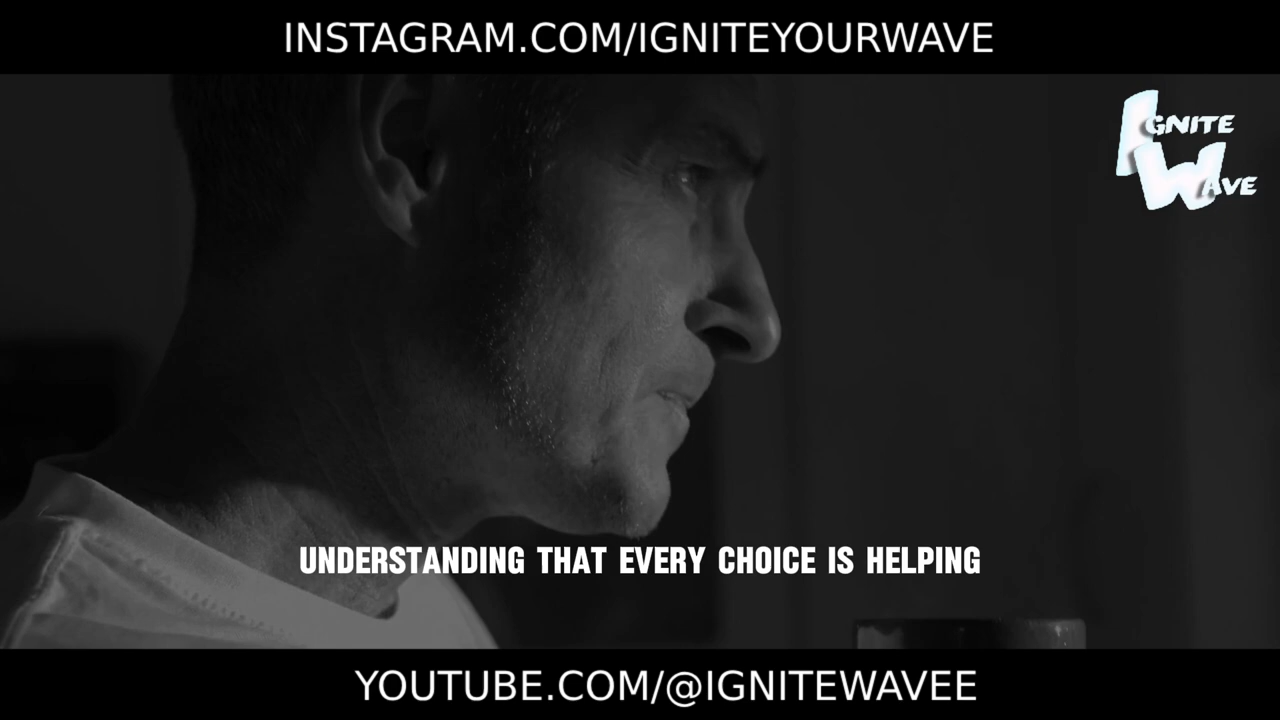 INSTAGRAM.COM/IGNITEYOURWAVE
IGNITE
WAVE
UNDERSTANDING THAT EVERY CHOICE IS HELPING
YOUTUBE.COM/@IGNITEWAVEE